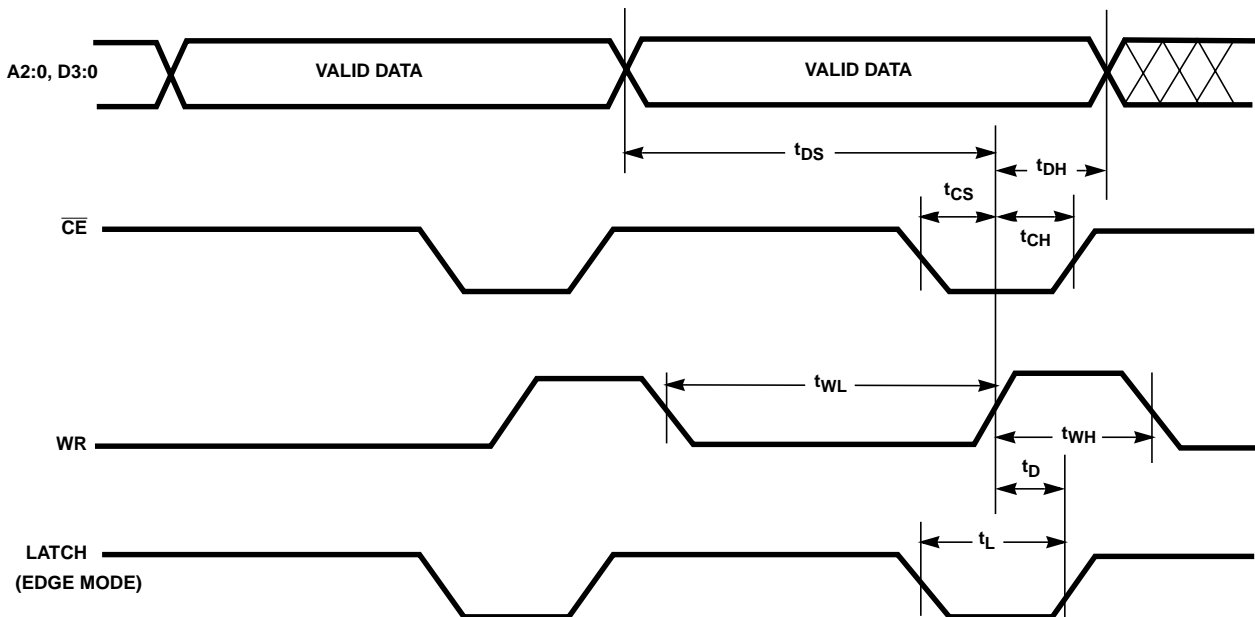 A2:0, D3:0
VALID DATA
VALID DATA
tDS
tDH
tCS
CE
tCH
tWL
WR
tWH
tD
LATCH
(EDGE MODE)
tL